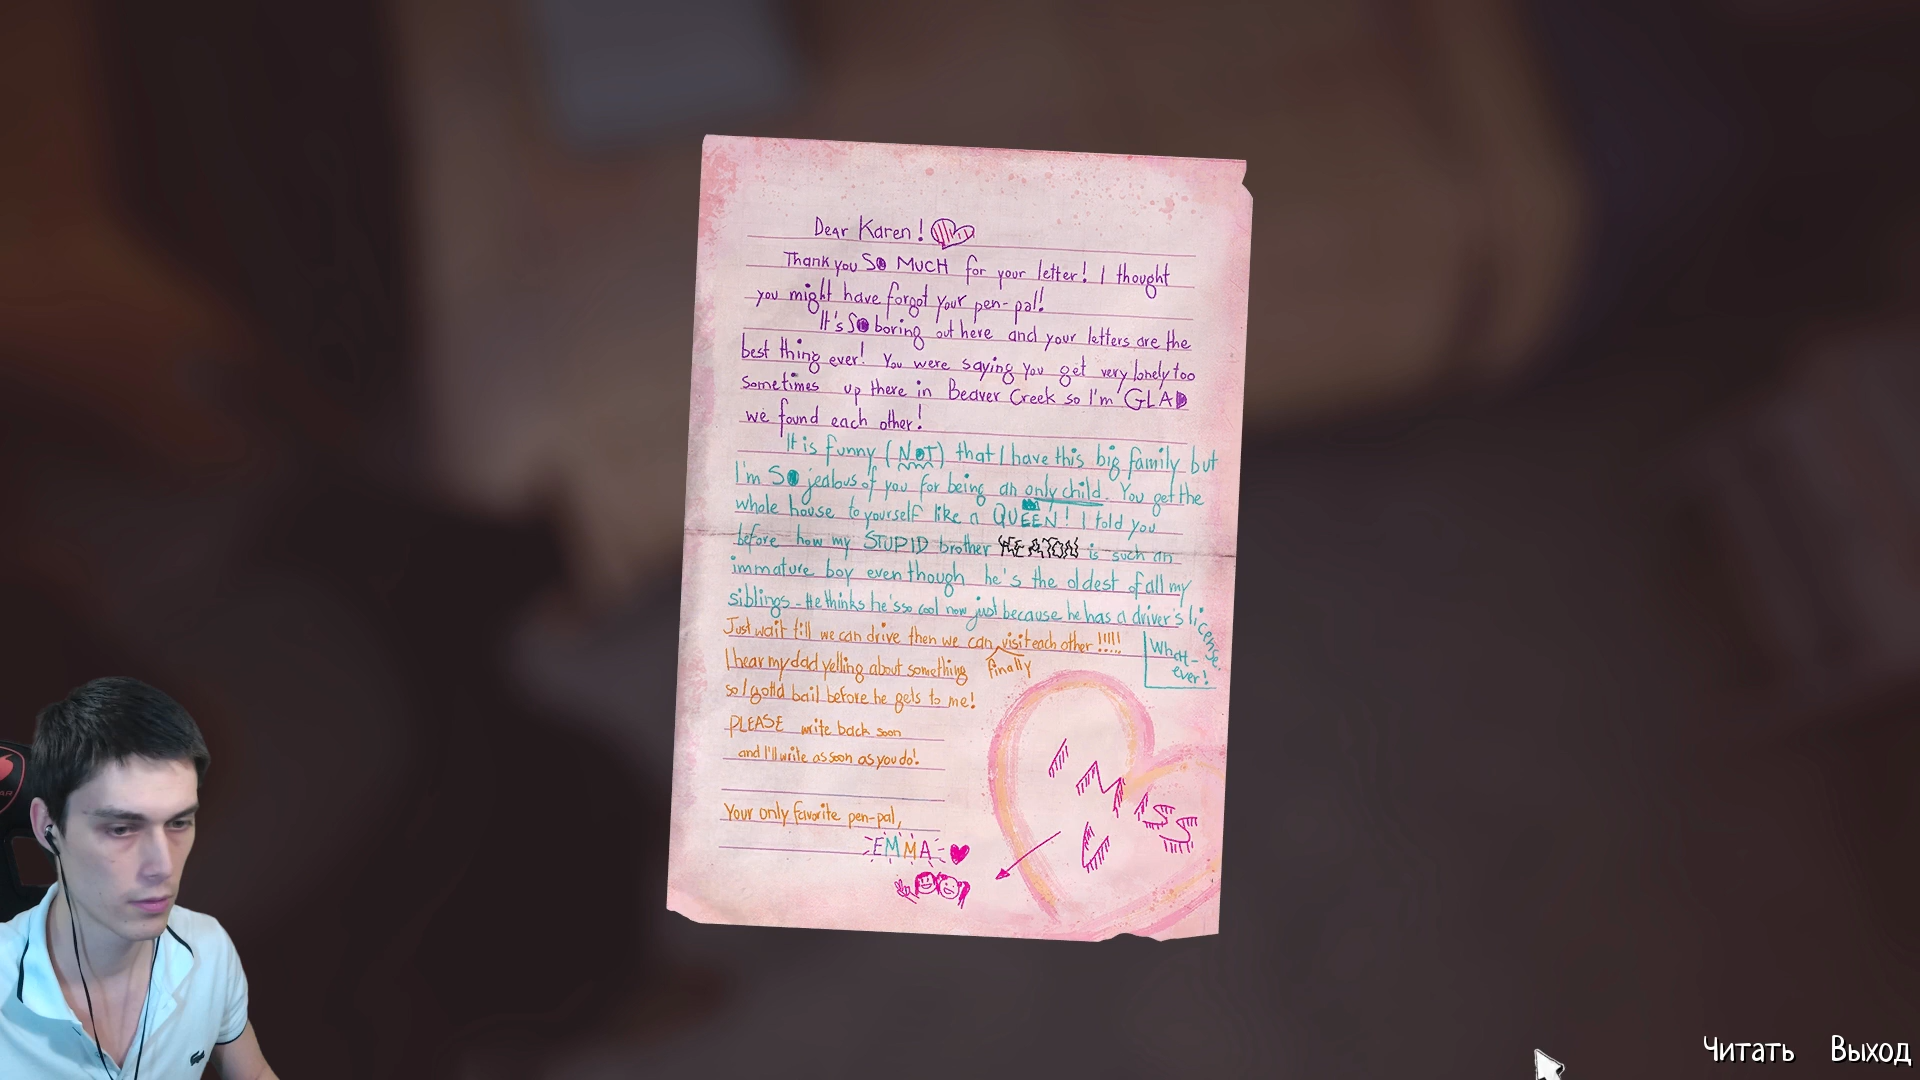 Dear Karen!
Thank you SO MUCH for your letter! I thought
you might have forgot your pen-pal!
It's SO boring out here and your letters are the
best thing ever! You were saying you get very lonely too
sometimes up there in Beaver Creek so I'm GLAD
we found each other!
It is funny (NOT) that I have this big family but
I'm SO jealous of you for being an only child. You get the
whole house to yourself like a QUEEN! I told you
before how my STUPID brother HEATON is such an
immature boy even though he's the oldest of all my
siblings - He thinks he's so cool now just because he has a driver's license.
What-
ever!
Just wait till we can finally visit each other !!!!!
I hear my dad yelling about something
so I gotta bail before he gets to me!
PLEASE write back soon
and I'll write as soon as you do!
Your only favorite pen-pal,
EMMA
I
MISS
U
Читать Выход